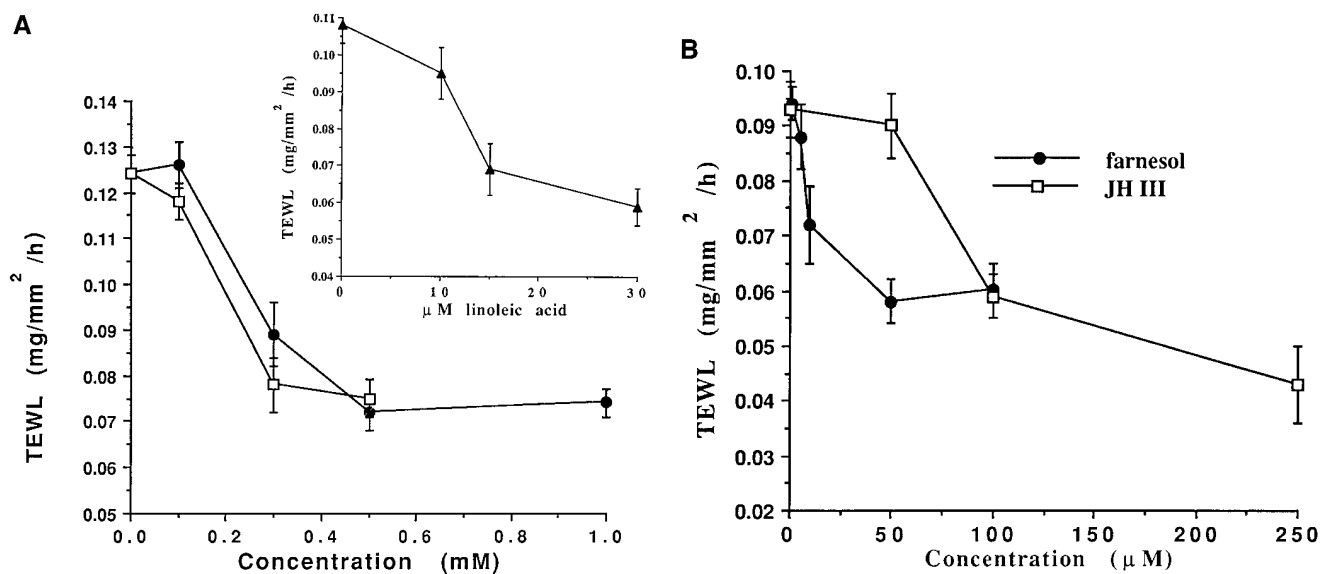 A
0.14
0.13
0.12
0.11
0.10
0.09
0.08
0.07
0.06
0.05
TEWL (mg/mm² /h)
0.0 0.2 0.4 0.6 0.8 1.0
Concentration (mM)
0.11
0.10
0.09
0.08
0.07
0.06
0.05
0.04
TEWL (mg/mm² /h)
0 10 20 30
μM linoleic acid
B
0.10
0.09
0.08
0.07
0.06
0.05
0.04
0.03
0.02
TEWL (mg/mm² /h)
0 50 100 150 200 250
Concentration (μM)
farnesol
JH III